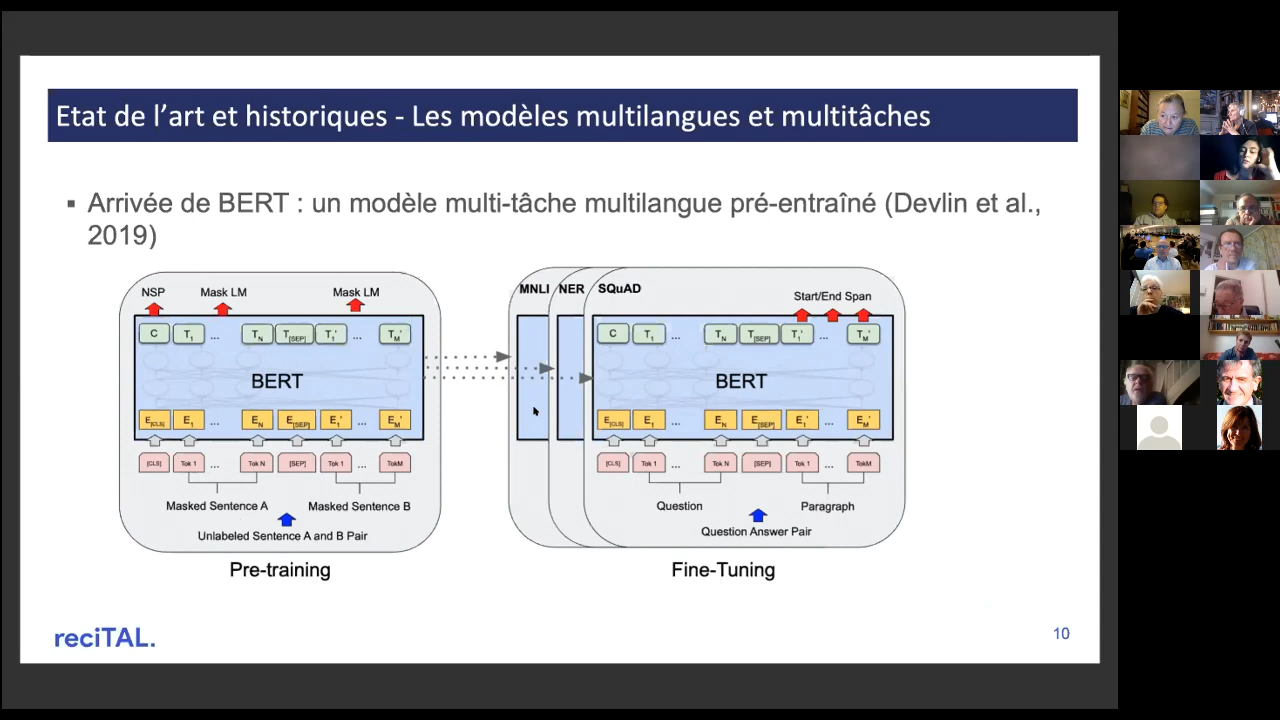 Etat de l'art et historiques - Les modèles multilangues et multitâches
▪ Arrivée de BERT : un modèle multi-tâche multilangue pré-entraîné (Devlin et al.,
2019)
NSP Mask LM Mask LM
C T1 ... TN T[SEP] T1' ... TM'
BERT
E[CLS] E1 ... EN E[SEP] E1' ... EM'
[CLS] Tok 1 ... Tok N [SEP] Tok 1 ... TokM
Masked Sentence A Masked Sentence B
Unlabeled Sentence A and B Pair
Pre-training
MNLI NER SQuAD
Start/End Span
C T1 ... TN T[SEP] T1' ... TM'
BERT
E[CLS] E1 ... EN E[SEP] E1' ... EM'
[CLS] Tok 1 ... Tok N [SEP] Tok 1 ... TokM
Question Paragraph
Question Answer Pair
Fine-Tuning
reciTAL.
10